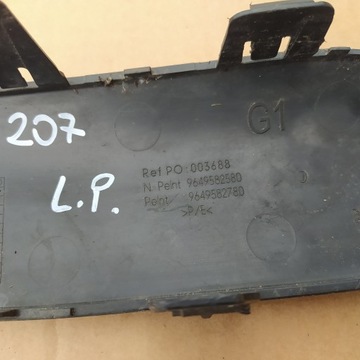 207
G1
Ref PO : 003688
N. Peint 9649582580
Peint 9649582780
>P/E<
L.P.